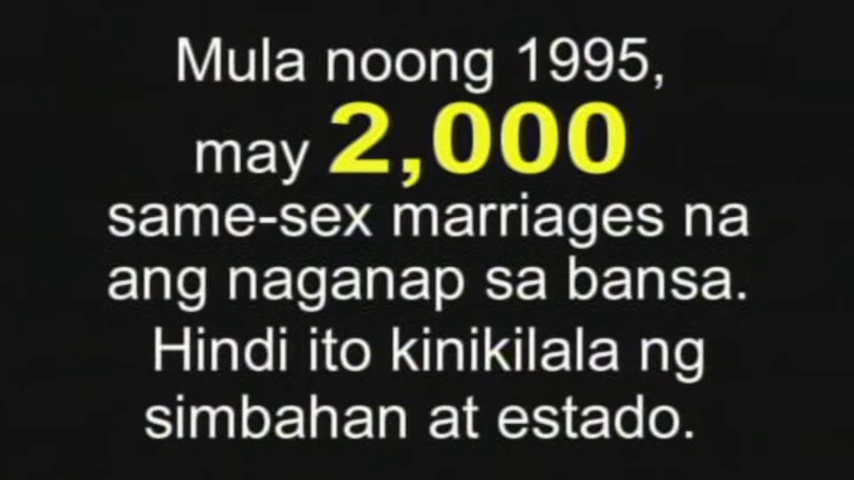 Mula noong 1995,
may 2,000
same-sex marriages na
ang naganap sa bansa.
Hindi ito kinikilala ng
simbahan at estado.